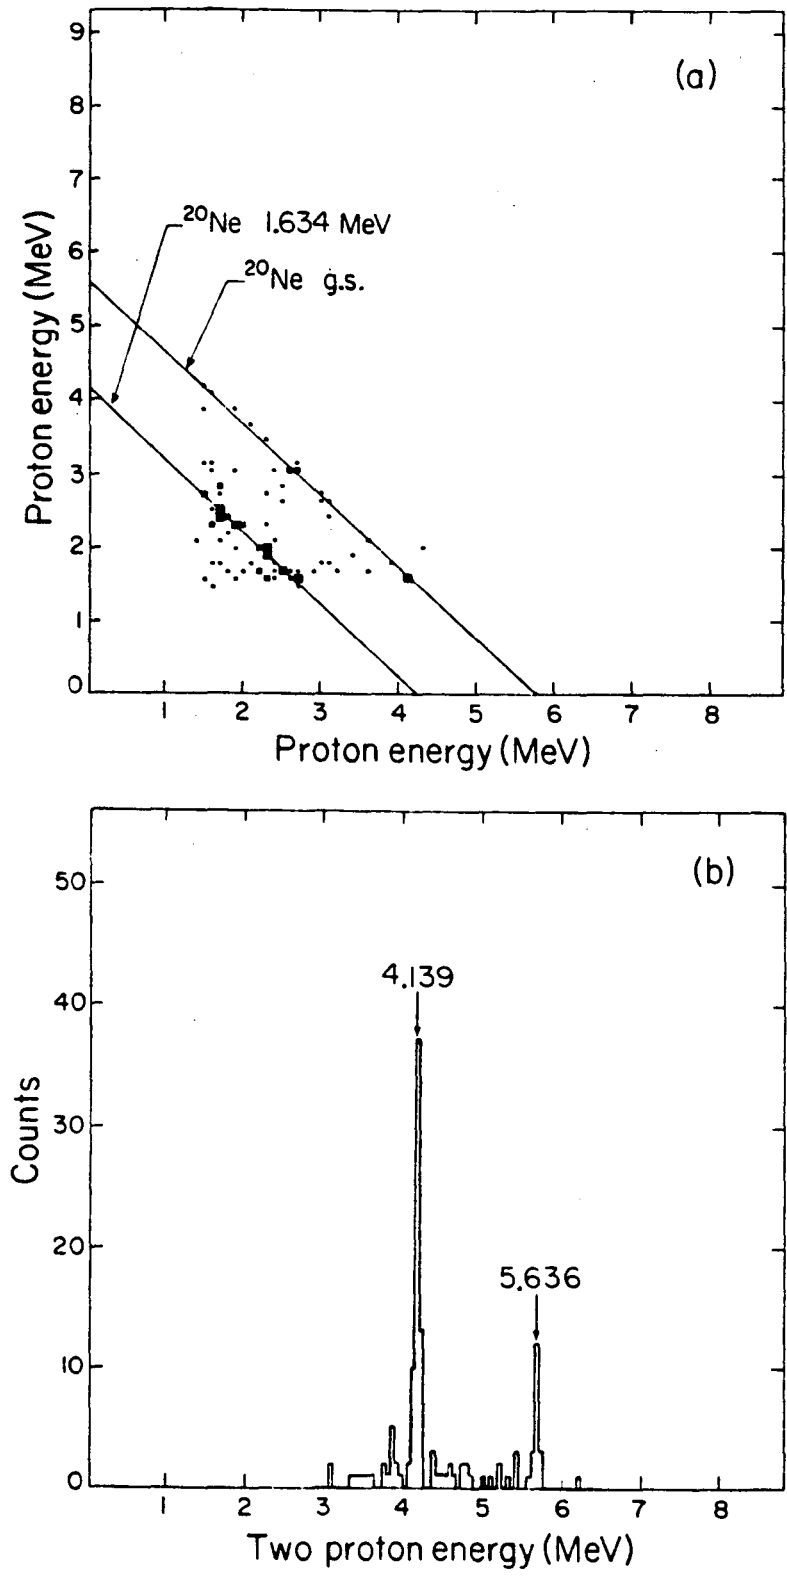 (a)
9
8
7
6
5
4
3
2
1
0
²⁰Ne 1.634 MeV
²⁰Ne g.s.
Proton energy (MeV)
1 2 3 4 5 6 7 8
Proton energy (MeV)
(b)
50
40
30
20
10
0
4.139
5.636
Counts
1 2 3 4 5 6 7 8
Two proton energy (MeV)